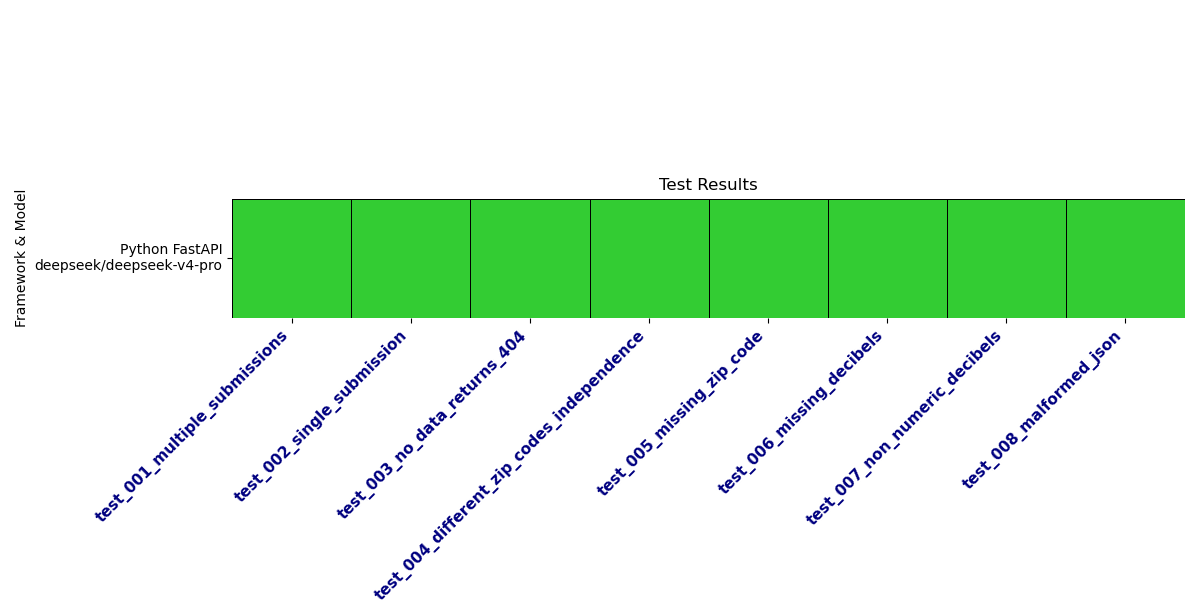 Test Results
Framework & Model
Python FastAPI
deepseek/deepseek-v4-pro
test_001_multiple_submissions
test_002_single_submission
test_003_no_data_returns_404
test_004_different_zip_codes_independence
test_005_missing_zip_code
test_006_missing_decibels
test_007_non_numeric_decibels
test_008_malformed_json